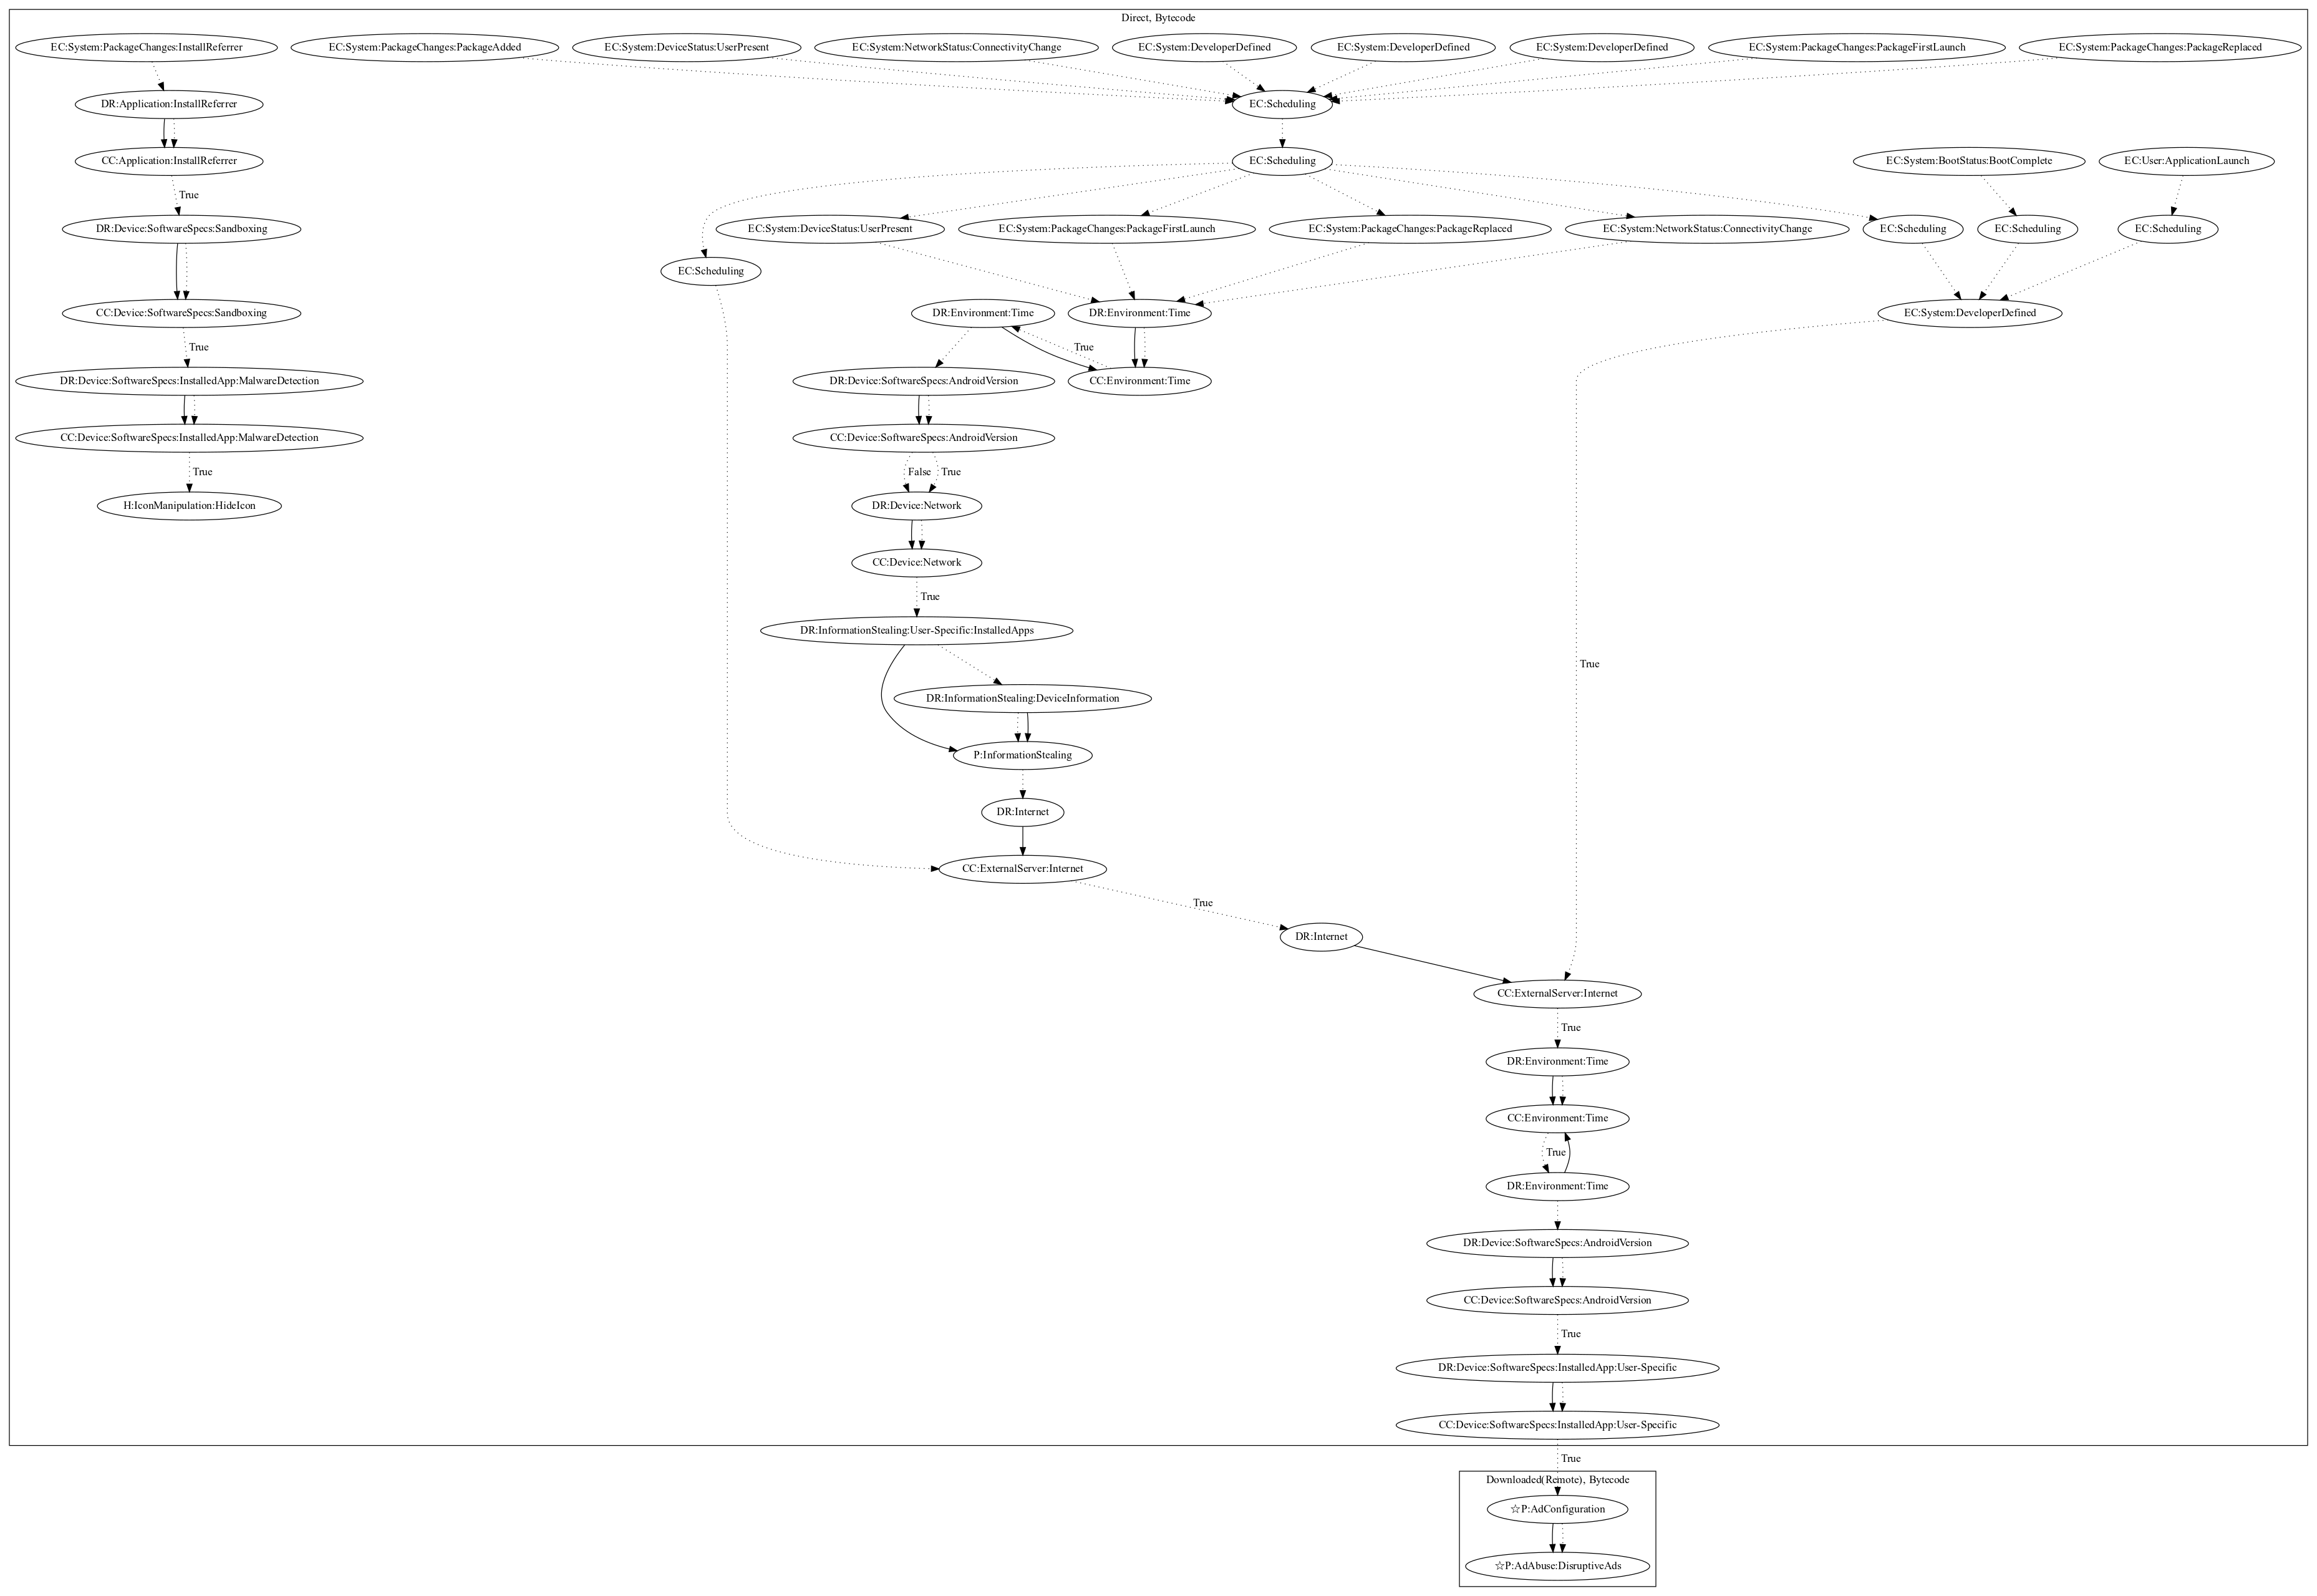 Direct, Bytecode
EC:System:PackageChanges:InstallReferrer
EC:System:PackageChanges:PackageAdded
EC:System:DeviceStatus:UserPresent
EC:System:NetworkStatus:ConnectivityChange
EC:System:DeveloperDefined
EC:System:DeveloperDefined
EC:System:DeveloperDefined
EC:System:PackageChanges:PackageFirstLaunch
EC:System:PackageChanges:PackageReplaced
DR:Application:InstallReferrer
EC:Scheduling
CC:Application:InstallReferrer
EC:Scheduling
EC:System:BootStatus:BootComplete
EC:User:ApplicationLaunch
True
DR:Device:SoftwareSpecs:Sandboxing
EC:System:DeviceStatus:UserPresent
EC:System:PackageChanges:PackageFirstLaunch
EC:System:PackageChanges:PackageReplaced
EC:System:NetworkStatus:ConnectivityChange
EC:Scheduling
EC:Scheduling
EC:Scheduling
EC:Scheduling
CC:Device:SoftwareSpecs:Sandboxing
DR:Environment:Time
DR:Environment:Time
EC:System:DeveloperDefined
True
True
DR:Device:SoftwareSpecs:InstalledApp:MalwareDetection
DR:Device:SoftwareSpecs:AndroidVersion
CC:Environment:Time
CC:Device:SoftwareSpecs:InstalledApp:MalwareDetection
CC:Device:SoftwareSpecs:AndroidVersion
True
False
True
H:IconManipulation:HideIcon
DR:Device:Network
CC:Device:Network
True
DR:InformationStealing:User-Specific:InstalledApps
True
DR:InformationStealing:DeviceInformation
P:InformationStealing
DR:Internet
CC:ExternalServer:Internet
True
DR:Internet
CC:ExternalServer:Internet
True
DR:Environment:Time
CC:Environment:Time
True
DR:Environment:Time
DR:Device:SoftwareSpecs:AndroidVersion
CC:Device:SoftwareSpecs:AndroidVersion
True
DR:Device:SoftwareSpecs:InstalledApp:User-Specific
CC:Device:SoftwareSpecs:InstalledApp:User-Specific
True
Downloaded(Remote), Bytecode
☆P:AdConfiguration
☆P:AdAbuse:DisruptiveAds